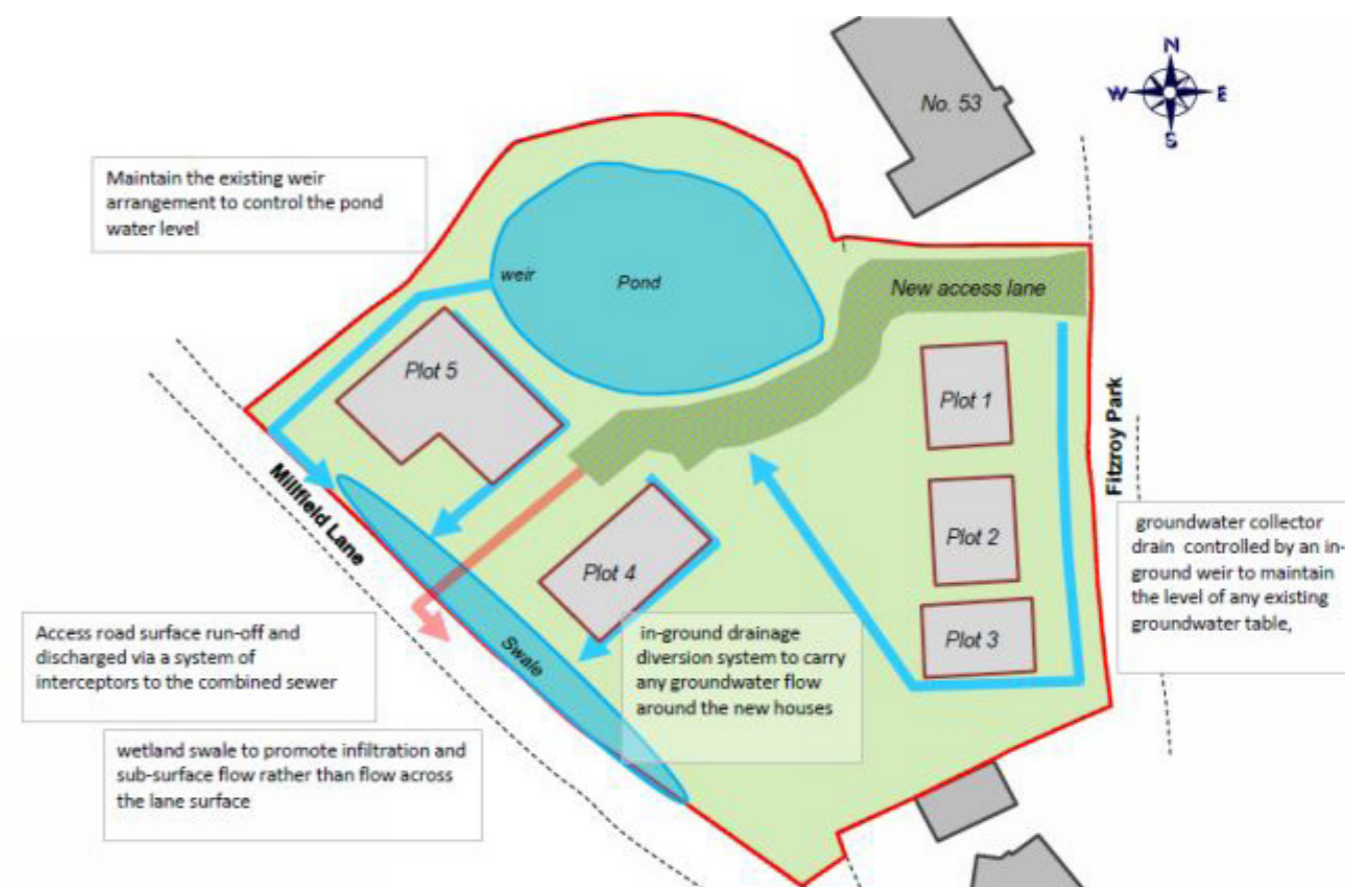 N
W E
S
No. 53
Maintain the existing weir
arrangement to control the pond
water level
weir
Pond
New access lane
Plot 5
Plot 1
Fitzroy Park
Plot 2
Millfield Lane
groundwater collector
drain controlled by an in-
ground weir to maintain
the level of any existing
groundwater table,
Plot 4
Plot 3
Access road surface run-off and
discharged via a system of
interceptors to the combined sewer
Swale
in-ground drainage
diversion system to carry
any groundwater flow
around the new houses
wetland swale to promote infiltration and
sub-surface flow rather than flow across
the lane surface